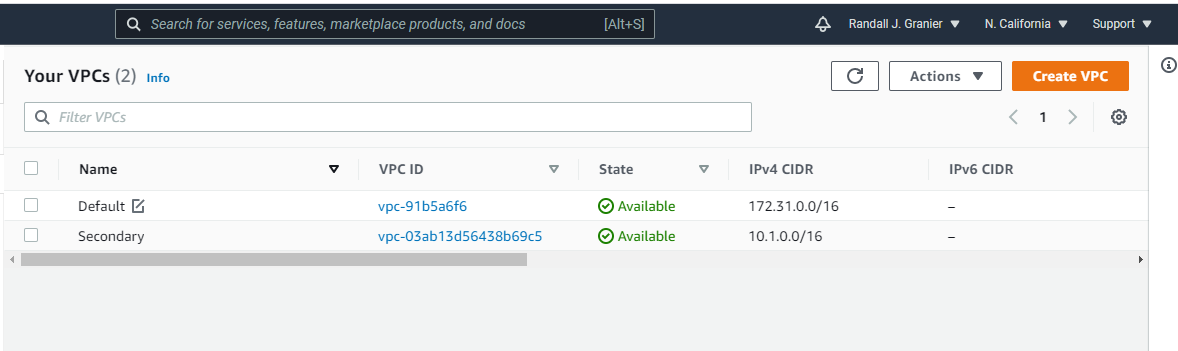 Search for services, features, marketplace products, and docs [Alt+S] Randall J. Granier N. California Support
Your VPCs (2) Info Actions Create VPC
Filter VPCs 1
Name VPC ID State IPv4 CIDR IPv6 CIDR
Default vpc-91b5a6f6 Available 172.31.0.0/16 –
Secondary vpc-03ab13d56438b69c5 Available 10.1.0.0/16 –